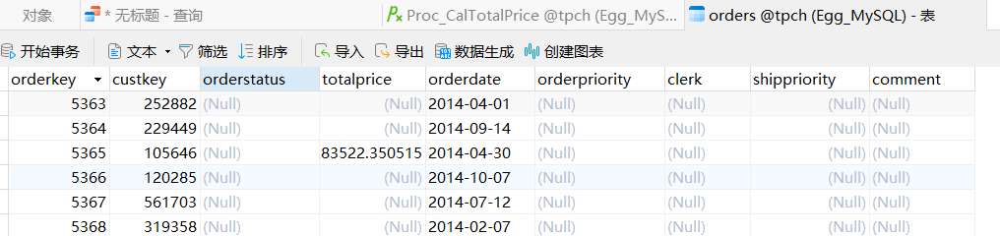 对象 * 无标题 - 查询 Proc_CalTotalPrice @tpch (Egg_MyS... orders @tpch (Egg_MySQL) - 表
开始事务 文本 筛选 排序 导入 导出 数据生成 创建图表
orderkey custkey orderstatus totalprice orderdate orderpriority clerk shippriority comment
5363 252882 (Null) (Null) 2014-04-01 (Null) (Null) (Null) (Null)
5364 229449 (Null) (Null) 2014-09-14 (Null) (Null) (Null) (Null)
5365 105646 (Null) 83522.350515 2014-04-30 (Null) (Null) (Null) (Null)
5366 120285 (Null) (Null) 2014-10-07 (Null) (Null) (Null) (Null)
5367 561703 (Null) (Null) 2014-07-12 (Null) (Null) (Null) (Null)
5368 319358 (Null) (Null) 2014-02-07 (Null) (Null) (Null) (Null)